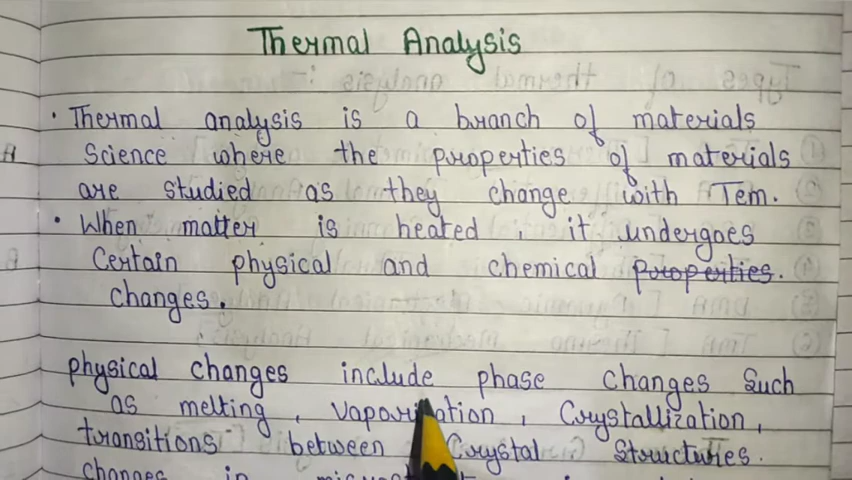 Thermal Analysis
• Thermal analysis is a branch of materials
Science where the properties of materials
are studied as they change with Tem.
• When matter is heated, it undergoes
Certain physical and chemical properties.
changes.
physical changes include phase changes Such
as melting, , Crystallization,
transitions between Crystal Structures.
changes in